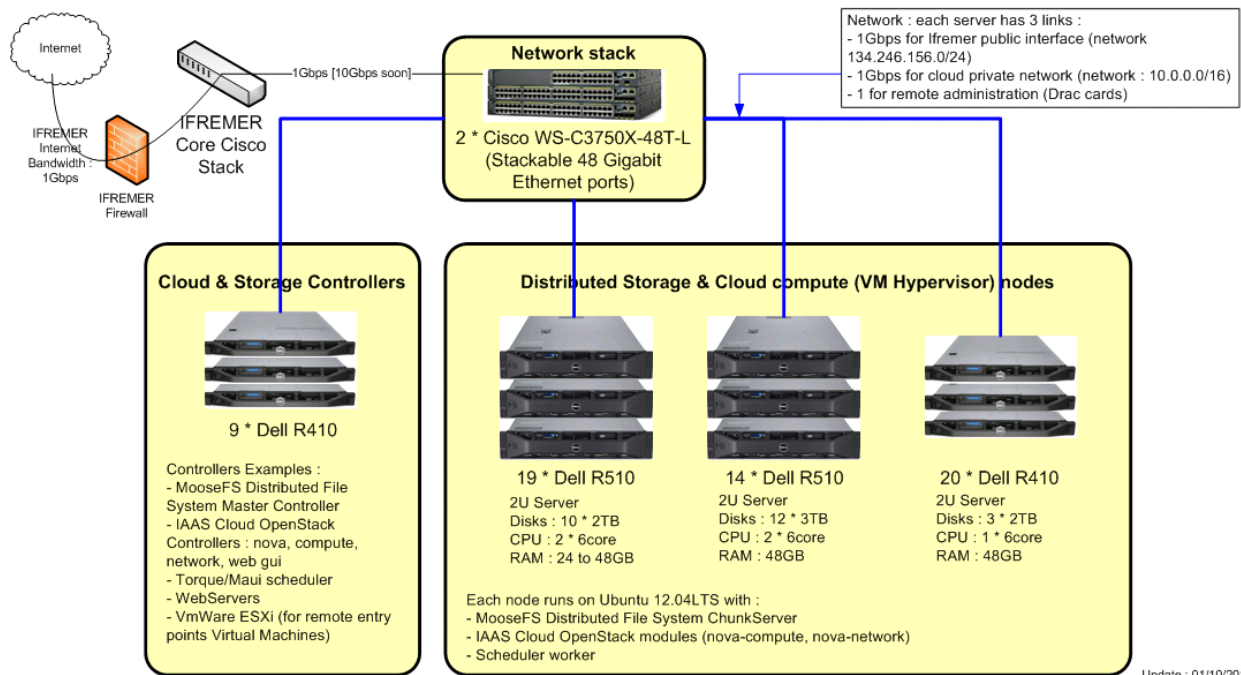 Internet
IFREMER
Internet
Bandwidth :
1Gbps
IFREMER
Firewall
IFREMER
Core Cisco
Stack
1Gbps [10Gbps soon]
Network stack
2 * Cisco WS-C3750X-48T-L
(Stackable 48 Gigabit
Ethernet ports)
Network : each server has 3 links :
- 1Gbps for Ifremer public interface (network
134.246.156.0/24)
- 1Gbps for cloud private network (network : 10.0.0.0/16)
- 1 for remote administration (Drac cards)
Cloud & Storage Controllers
9 * Dell R410
Controllers Examples :
- MooseFS Distributed File
System Master Controller
- IAAS Cloud OpenStack
Controllers : nova, compute,
network, web gui
- Torque/Maui scheduler
- WebServers
- VmWare ESXi (for remote entry
points Virtual Machines)
Distributed Storage & Cloud compute (VM Hypervisor) nodes
19 * Dell R510
2U Server
Disks : 10 * 2TB
CPU : 2 * 6core
RAM : 24 to 48GB
14 * Dell R510
2U Server
Disks : 12 * 3TB
CPU : 2 * 6core
RAM : 48GB
20 * Dell R410
2U Server
Disks : 3 * 2TB
CPU : 1 * 6core
RAM : 48GB
Each node runs on Ubuntu 12.04LTS with :
- MooseFS Distributed File System ChunkServer
- IAAS Cloud OpenStack modules (nova-compute, nova-network)
- Scheduler worker
Update :